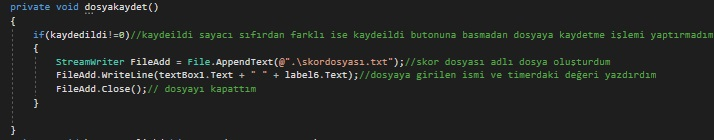 private void dosyakaydet()
{
if(kaydedildi!=0)//kaydeildi sayacı sıfırdan farklı ise kaydeildi butonuna basmadan dosyaya kaydetme işlemi yaptırmadım
{
StreamWriter FileAdd = File.AppendText(@".\skordosyası.txt");//skor dosyası adlı dosya oluşturdum
FileAdd.WriteLine(textBox1.Text + " " + label6.Text);//dosyaya girilen ismi ve timerdaki değeri yazdırdım
FileAdd.Close();// dosyayı kapattım
}
}